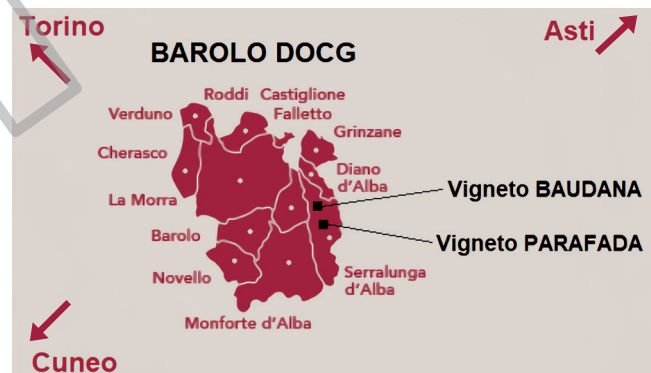 Torino
Asti
BAROLO DOCG
Roddi
Castiglione
Falletto
Verduno
Grinzane
Cherasco
Diano
d'Alba
La Morra
Vigneto BAUDANA
Barolo
Vigneto PARAFADA
Novello
Serralunga
d'Alba
Monforte d'Alba
Cuneo